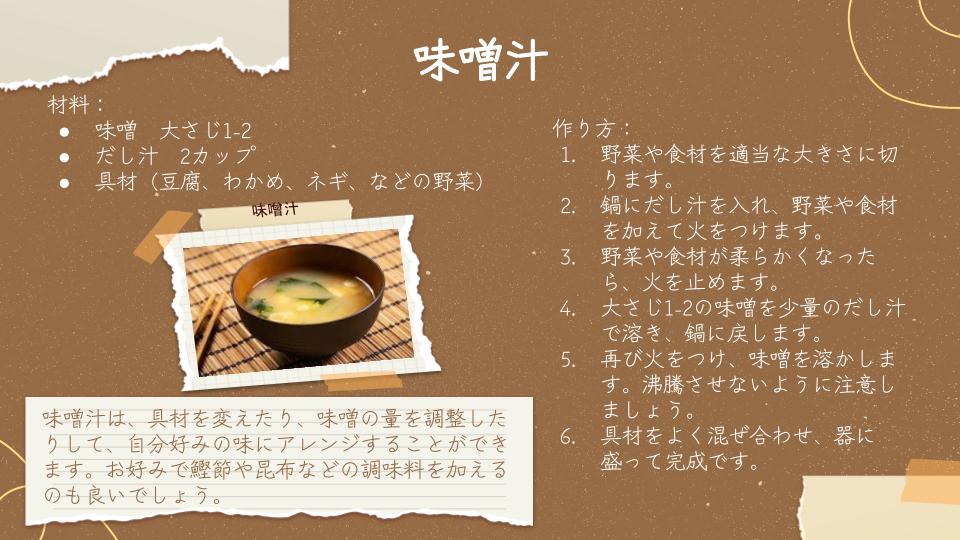 味噌汁
材料：
● 味噌　大さじ1-2
● だし汁　2カップ
● 具材（豆腐、わかめ、ネギ、などの野菜）
味噌汁
味噌汁は、具材を変えたり、味噌の量を調整した
りして、自分好みの味にアレンジすることができ
ます。お好みで鰹節や昆布などの調味料を加える
のも良いでしょう。
作り方：
1. 野菜や食材を適当な大きさに切
ります。
2. 鍋にだし汁を入れ、野菜や食材
を加えて火をつけます。
3. 野菜や食材が柔らかくなった
ら、火を止めます。
4. 大さじ1-2の味噌を少量のだし汁
で溶き、鍋に戻します。
5. 再び火をつけ、味噌を溶かしま
す。沸騰させないように注意し
ましょう。
6. 具材をよく混ぜ合わせ、器に
盛って完成です。